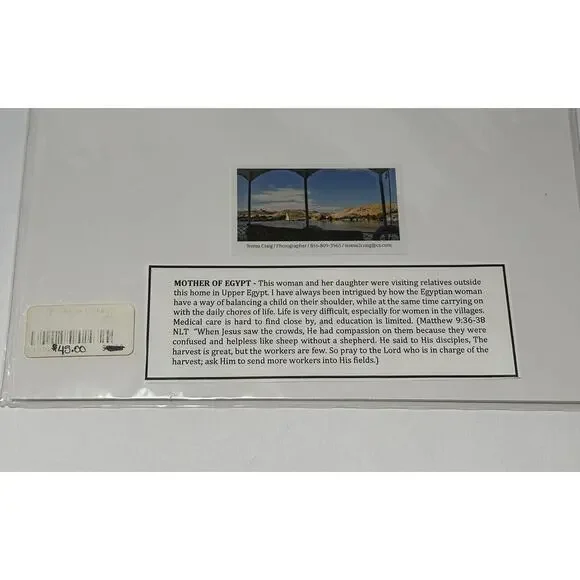 Teresa Craig / Photographer / 816-809-3965 /
MOTHER OF EGYPT - This woman and her daughter were visiting relatives outside
this home in Upper Egypt. I have always been intrigued by how the Egyptian woman
have a way of balancing a child on their shoulder, while at the same time carrying on
with the daily chores of life. Life is very difficult, especially for women in the villages.
Medical care is hard to find close by, and education is limited. (Matthew 9:36-38
NLT "When Jesus saw the crowds, He had compassion on them because they were
confused and helpless like sheep without a shepherd. He said to His disciples, The
harvest is great, but the workers are few. So pray to the Lord who is in charge of the
harvest; ask Him to send more workers into His fields.)
$45.00